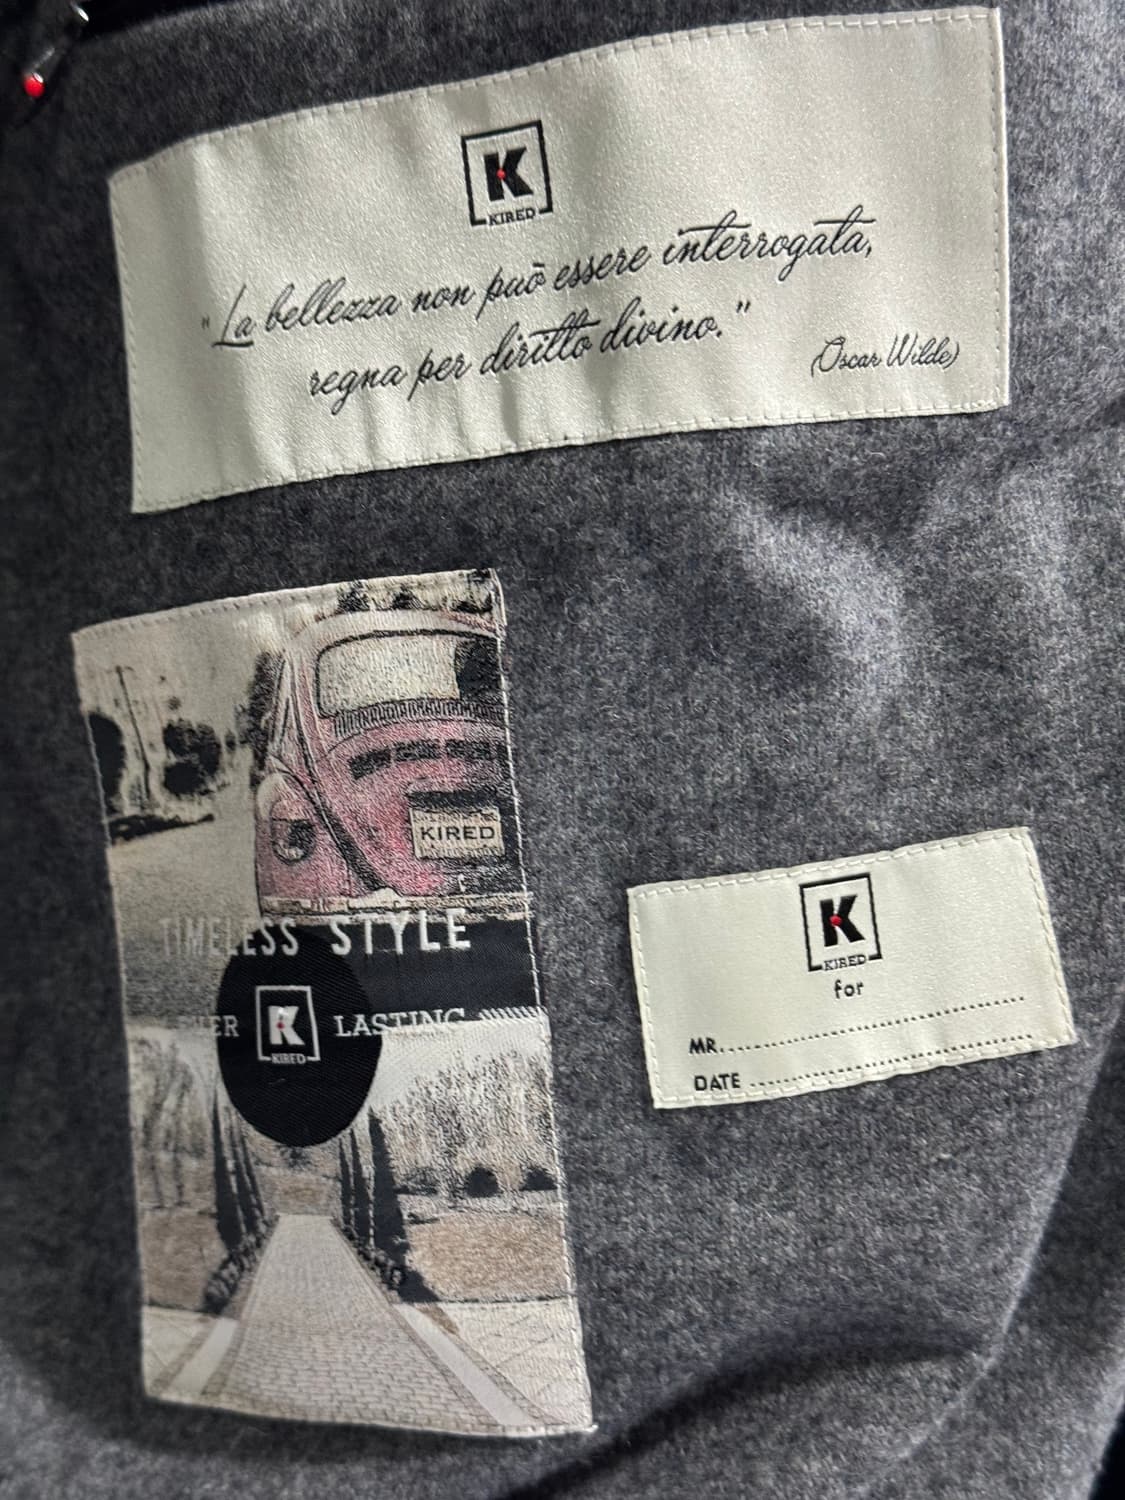 K
KIRED
"La bellezza non può essere interrogata,
regna per diritto divino."
(Oscar Wilde)
KIRED
TIMELESS STYLE
EVER K LASTING
KIRED
K
KIRED
for
MR.
DATE